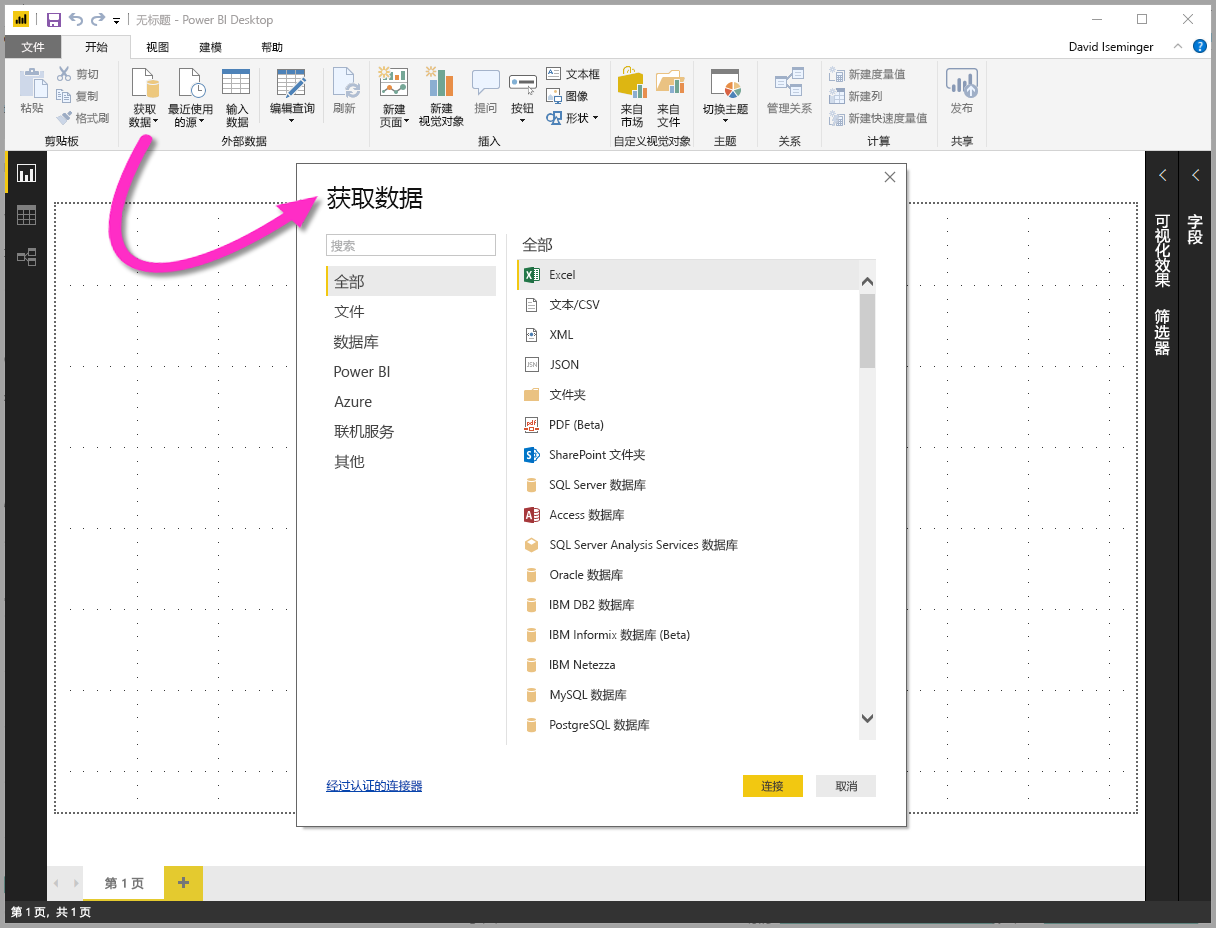 无标题 - Power BI Desktop
文件 开始 视图 建模 帮助 David Iseminger ?
粘贴
剪切
复制
格式刷
剪贴板
获取
数据
最近使用
的源
输入
数据
编辑查询
刷新
外部数据
新建
页面
新建
视觉对象
提问
按钮
文本框
图像
形状
插入
来自
市场
来自
文件
自定义视觉对象
切换主题
主题
管理关系
关系
新建度量值
新建列
新建快速度量值
计算
发布
共享
获取数据
搜索
全部
文件
数据库
Power BI
Azure
联机服务
其他
全部
Excel
文本/CSV
XML
JSON
文件夹
PDF (Beta)
SharePoint 文件夹
SQL Server 数据库
Access 数据库
SQL Server Analysis Services 数据库
Oracle 数据库
IBM DB2 数据库
IBM Informix 数据库 (Beta)
IBM Netezza
MySQL 数据库
PostgreSQL 数据库
经过认证的连接器
连接
取消
可视化效果
筛选器
字段
第 1 页
第 1 页，共 1 页